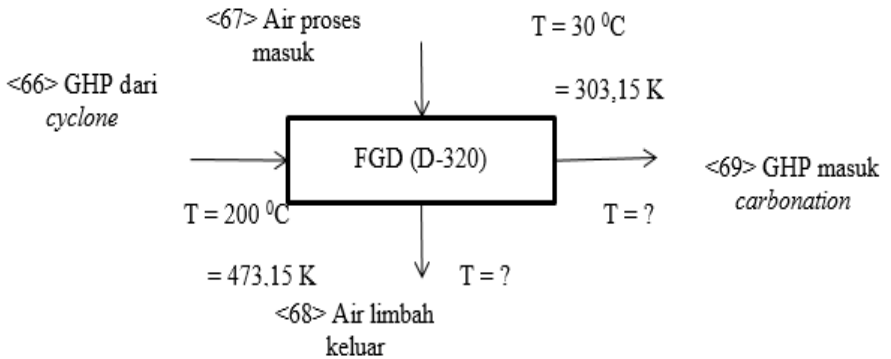 <67> Air proses
masuk
T = 30 ⁰C
= 303,15 K
<66> GHP dari
cyclone
FGD (D-320)
<69> GHP masuk
carbonation
T = 200 ⁰C
= 473,15 K
T = ?
T = ?
<68> Air limbah
keluar